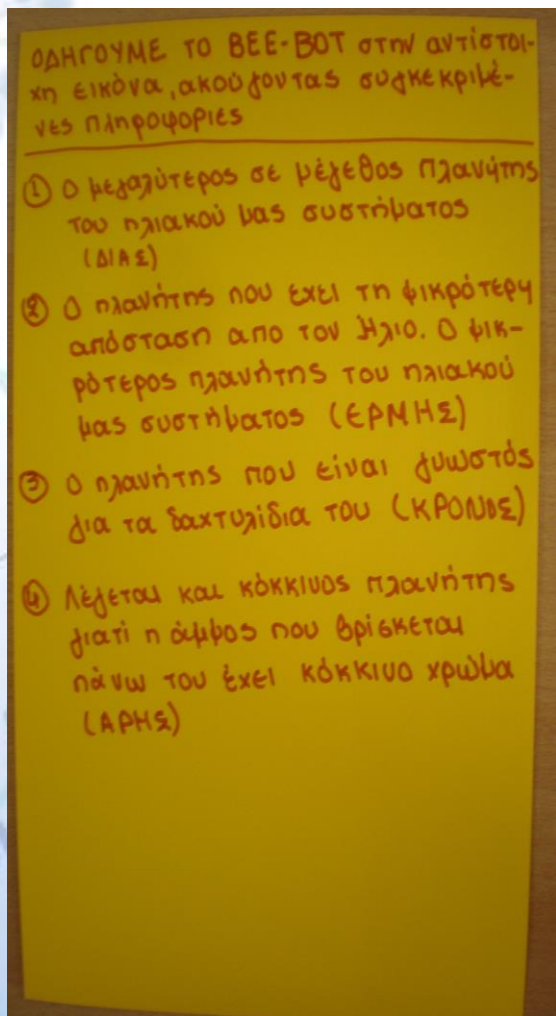 ΟΔΗΓΟΥΜΕ ΤΟ ΒΕΕ-ΒΟΤ στην αντίστοι-
χη εικόνα, ακούγοντας συγκεκριμέ-
νες πληροφορίες
① Ο μεγαλύτερος σε μέγεθος πλανήτης
του ηλιακού μας συστήματος
(ΔΙΑΣ)
② Ο πλανήτης που έχει τη μικρότερη
απόσταση απο τον Ήλιο. Ο μικ-
ρότερος πλανήτης του ηλιακού
μας συστήματος (ΕΡΜΗΣ)
③ Ο πλανήτης που είναι γνωστός
για τα δαχτυλίδια του (ΚΡΟΝΟΣ)
④ Λέγεται και κόκκινος πλανήτης
γιατί η άμμος που βρίσκεται
πάνω του έχει κόκκινο χρώμα
(ΑΡΗΣ)